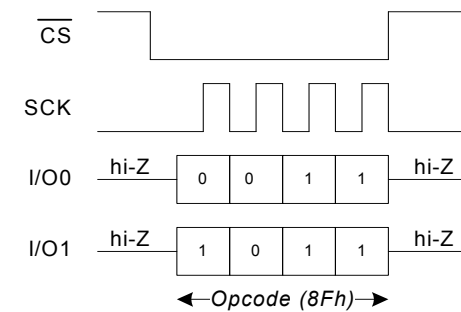 CS
SCK
I/O0 hi-Z 0 0 1 1 hi-Z
I/O1 hi-Z 1 0 1 1 hi-Z
Opcode (8Fh)